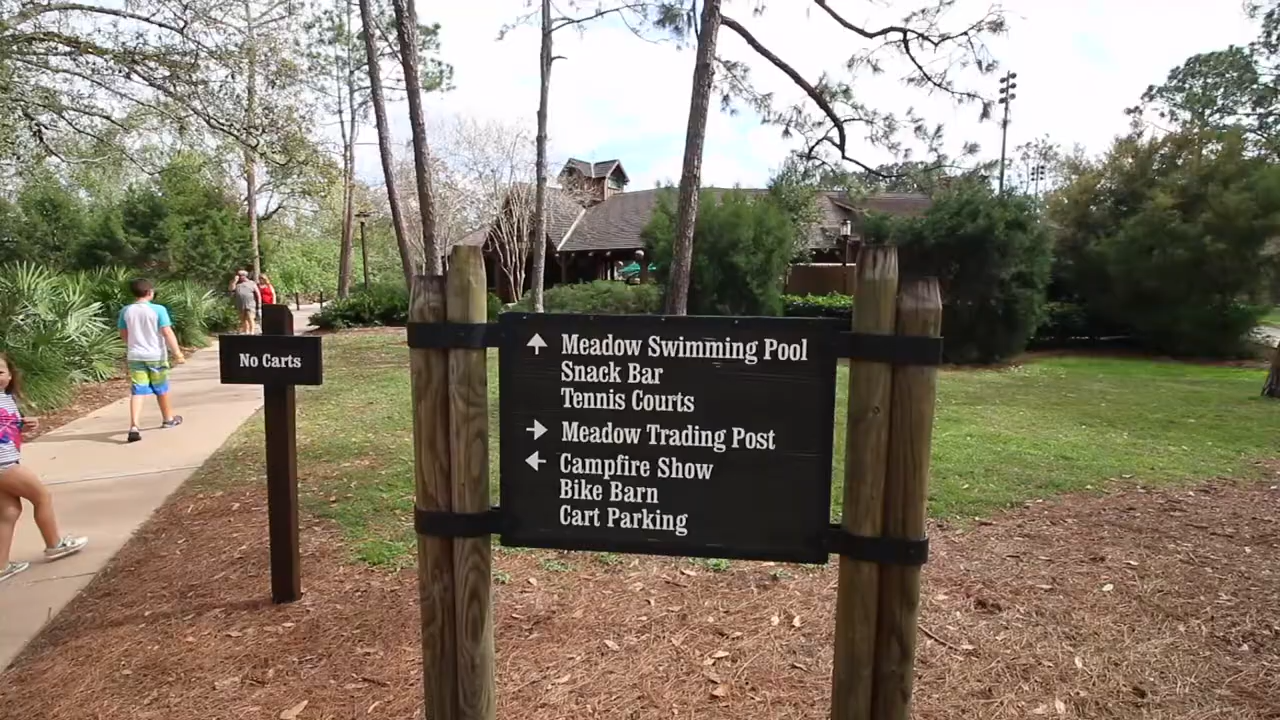 No Carts
Meadow Swimming Pool
Snack Bar
Tennis Courts
Meadow Trading Post
Campfire Show
Bike Barn
Cart Parking